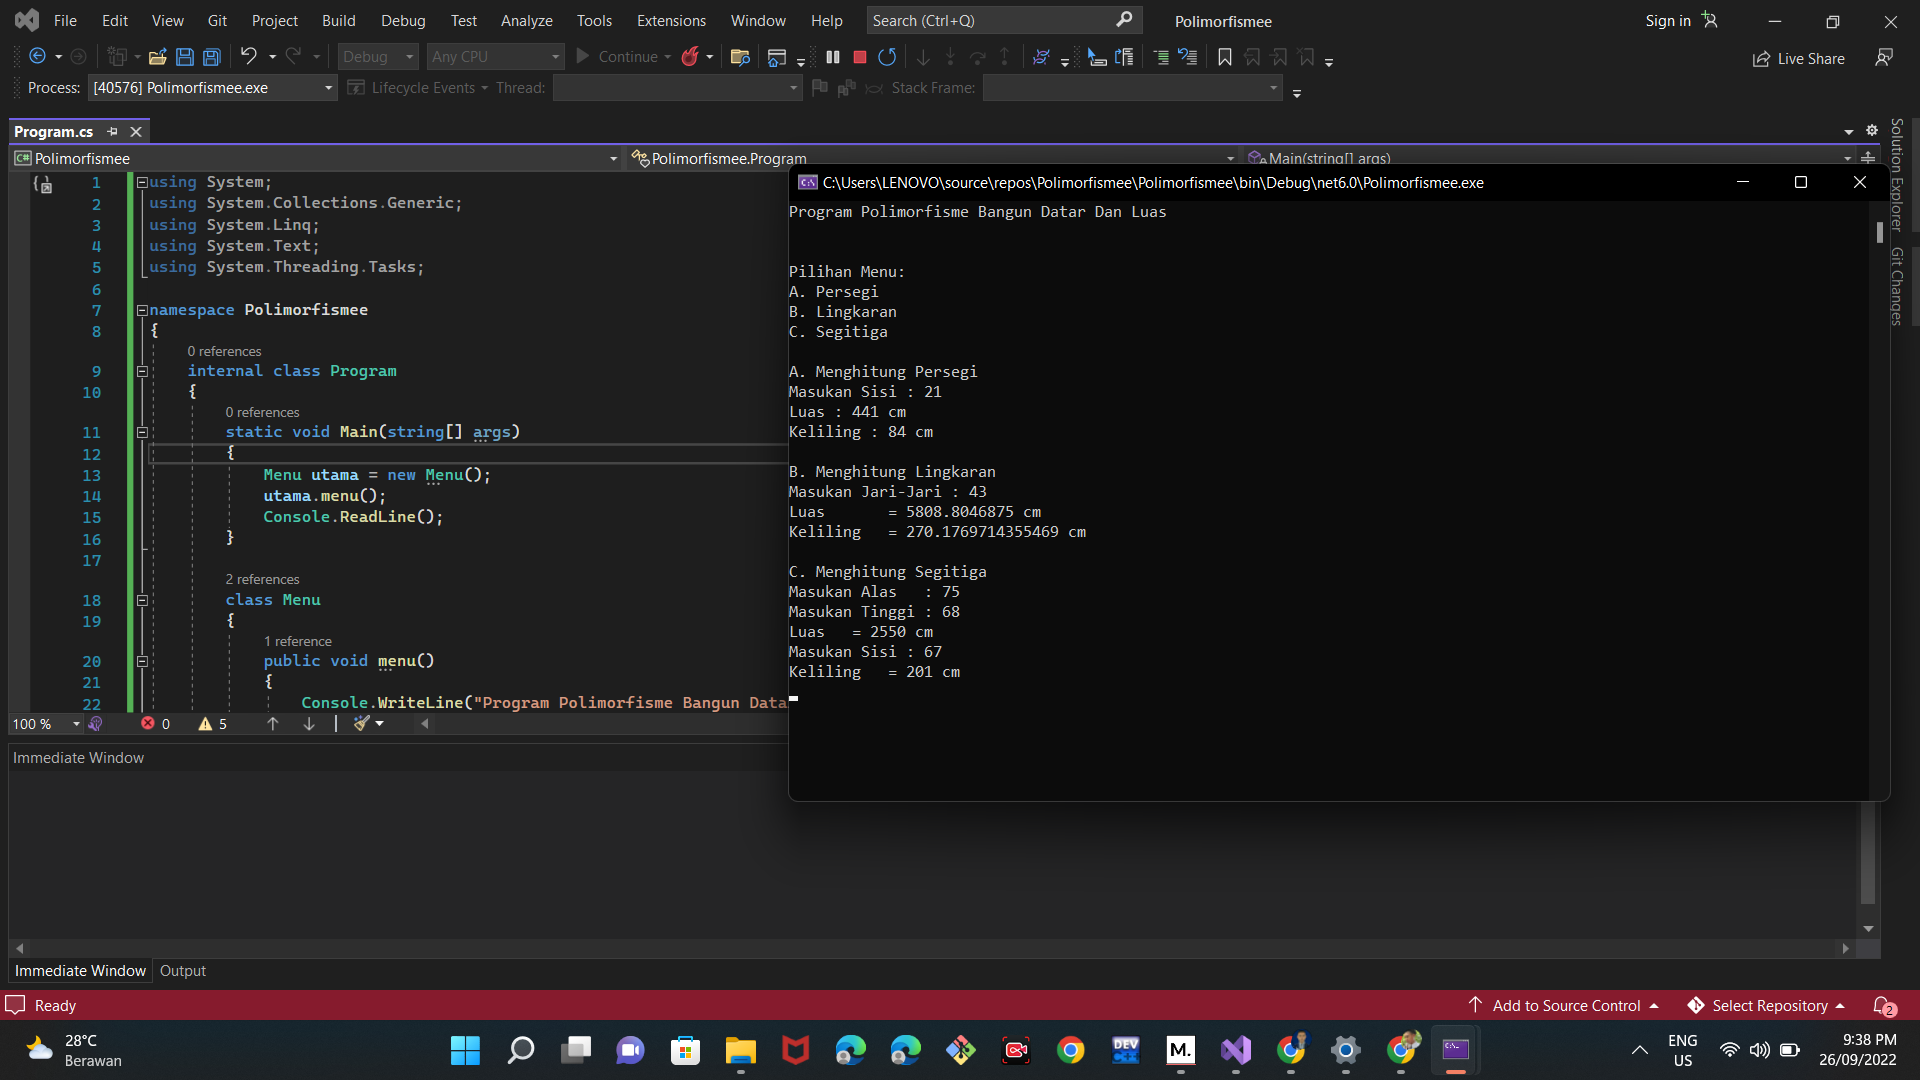 File Edit View Git Project Build Debug Test Analyze Tools Extensions Window Help Search (Ctrl+Q) Polimorfismee Sign in
Debug Any CPU Continue Live Share
Process: [40576] Polimorfismee.exe Lifecycle Events Thread: Stack Frame:
Program.cs
C# Polimorfismee Polimorfismee.Program Main(string[] args)
Solution Explorer
Git Changes
1 using System;
2 using System.Collections.Generic;
3 using System.Linq;
4 using System.Text;
5 using System.Threading.Tasks;
6
7 namespace Polimorfismee
8 {
0 references
9 internal class Program
10 {
0 references
11 static void Main(string[] args)
12 {
13 Menu utama = new Menu();
14 utama.menu();
15 Console.ReadLine();
16 }
17
2 references
18 class Menu
19 {
1 reference
20 public void menu()
21 {
22 Console.WriteLine("Program Polimorfisme Bangun Data
100 % 0 5
C:\Users\LENOVO\source\repos\Polimorfismee\Polimorfismee\bin\Debug\net6.0\Polimorfismee.exe
Program Polimorfisme Bangun Datar Dan Luas
Pilihan Menu:
A. Persegi
B. Lingkaran
C. Segitiga
A. Menghitung Persegi
Masukan Sisi : 21
Luas : 441 cm
Keliling : 84 cm
B. Menghitung Lingkaran
Masukan Jari-Jari : 43
Luas = 5808.8046875 cm
Keliling = 270.1769714355469 cm
C. Menghitung Segitiga
Masukan Alas : 75
Masukan Tinggi : 68
Luas = 2550 cm
Masukan Sisi : 67
Keliling = 201 cm
Immediate Window
Immediate Window Output
Ready Add to Source Control Select Repository 2
28°C
Berawan
DEV C++
M.
ENG
US
9:38 PM
26/09/2022